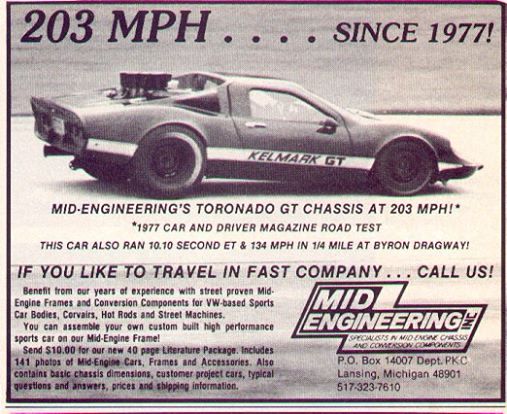 203 MPH . . . . SINCE 1977!
KELMARK GT
MID-ENGINEERING'S TORONADO GT CHASSIS AT 203 MPH!*
*1977 CAR AND DRIVER MAGAZINE ROAD TEST
THIS CAR ALSO RAN 10.10 SECOND ET & 134 MPH IN 1/4 MILE AT BYRON DRAGWAY!
IF YOU LIKE TO TRAVEL IN FAST COMPANY . . . CALL US!
Benefit from our years of experience with street proven Mid-
Engine Frames and Conversion Components for VW-based Sports
Car Bodies, Corvairs, Hot Rods and Street Machines.
You can assemble your own custom built high performance
sports car on our Mid-Engine Frame!
Send $10.00 for our new 40 page Literature Package. Includes
141 photos of Mid-Engine Cars, Frames and Accessories. Also
contains basic chassis dimensions, customer project cars, typical
questions and answers, prices and shipping information.
MID
ENGINEERING INC
SPECIALISTS IN MID ENGINE CHASSIS
AND CONVERSION COMPONENTS
P.O. Box 14007 Dept. PKC
Lansing, Michigan 48901
517-323-7610